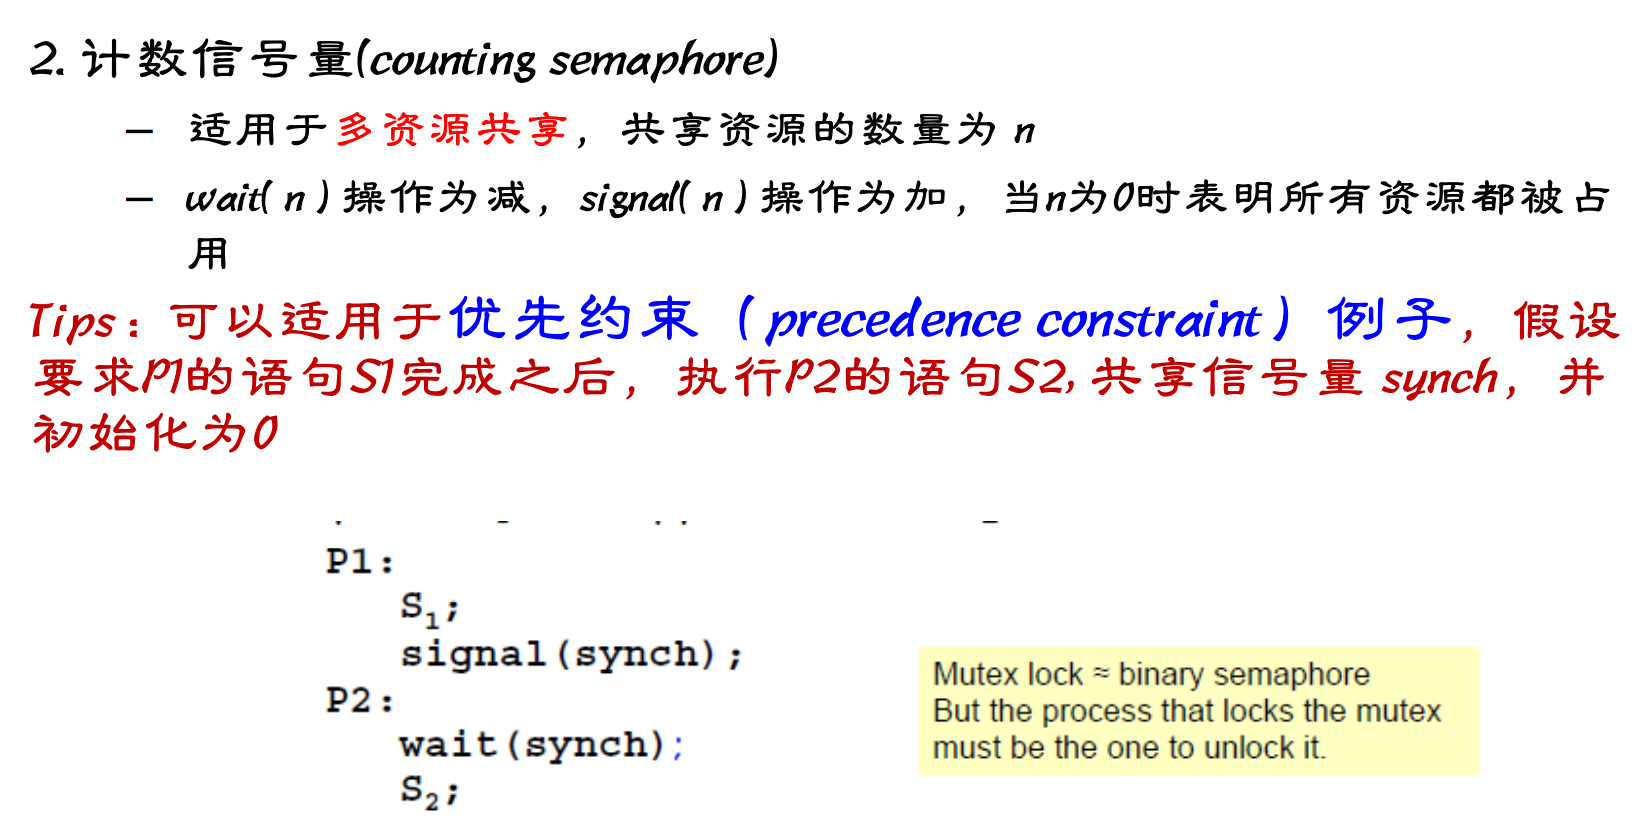 2. 计数信号量(counting semaphore)
– 适用于多资源共享，共享资源的数量为 n
– wait( n ) 操作为减，signal( n ) 操作为加，当n为0时表明所有资源都被占
用
Tips：可以适用于优先约束（precedence constraint）例子，假设
要求P1的语句S1完成之后，执行P2的语句S2, 共享信号量 synch，并
初始化为0
P1:
S1;
signal(synch);
P2:
wait(synch);
S2;
Mutex lock ≈ binary semaphore
But the process that locks the mutex
must be the one to unlock it.